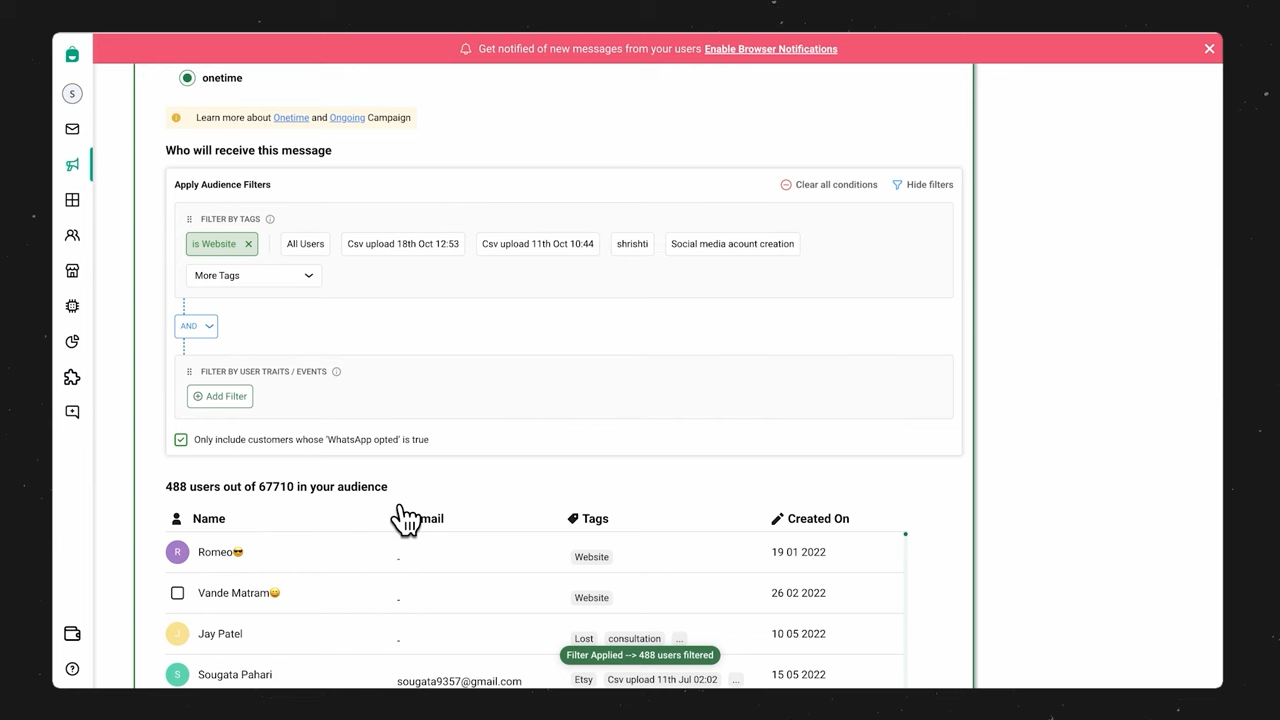 Get notified of new messages from your users Enable Browser Notifications
S
onetime
Learn more about Onetime and Ongoing Campaign
Who will receive this message
Apply Audience Filters
Clear all conditions
Hide filters
FILTER BY TAGS
is Website
All Users
Csv upload 18th Oct 12:53
Csv upload 11th Oct 10:44
shrishti
Social media acount creation
More Tags
AND
FILTER BY USER TRAITS / EVENTS
Add Filter
Only include customers whose 'WhatsApp opted' is true
488 users out of 67710 in your audience
Name
mail
Tags
Created On
R
Romeo😎
-
Website
19 01 2022
Vande Matram😀
-
Website
26 02 2022
J
Jay Patel
-
Lost
consultation
...
10 05 2022
Filter Applied --> 488 users filtered
S
Sougata Pahari
sougata9357@gmail.com
Etsy
Csv upload 11th Jul 02:02
...
15 05 2022